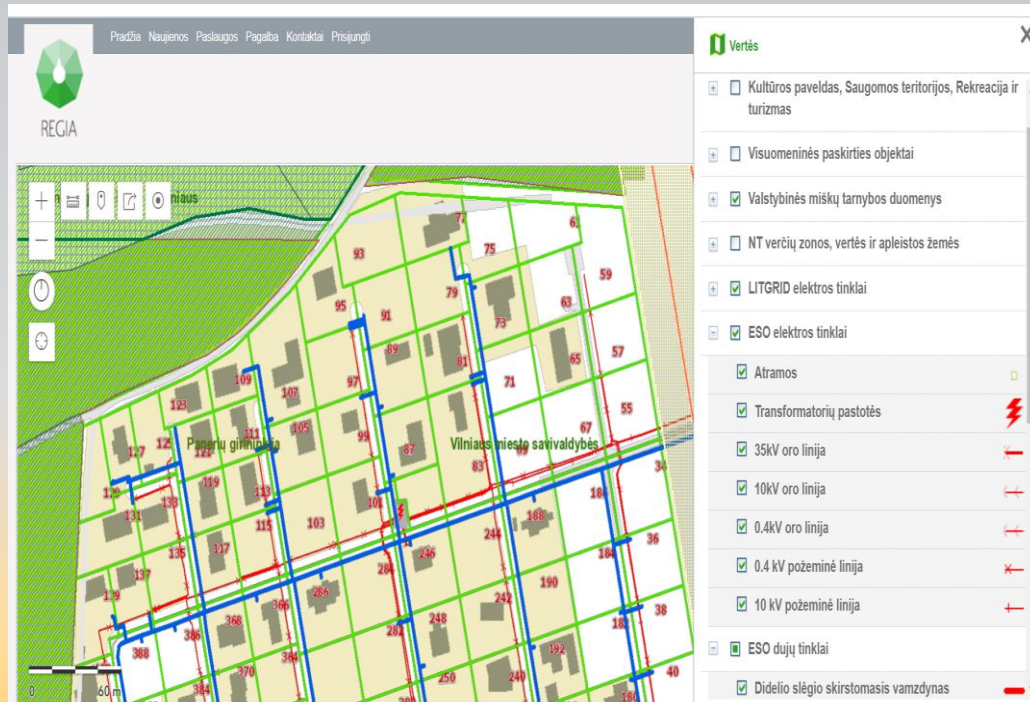 Pradžia Naujienos Paslaugos Pagalba Kontaktai Prisijungti
REGIA
Vertės
Kultūros paveldas, Saugomos teritorijos, Rekreacija ir
turizmas
Visuomeninės paskirties objektai
Valstybinės miškų tarnybos duomenys
NT verčių zonos, vertės ir apleistos žemės
LITGRID elektros tinklai
ESO elektros tinklai
Atramos
Transformatorių pastotės
35kV oro linija
10kV oro linija
0.4kV oro linija
0.4 kV požeminė linija
10 kV požeminė linija
ESO dujų tinklai
Didelio slėgio skirstomasis vamzdynas
niaus
77
61
93
75
59
79
95
91
63
73
89
57
81
65
109
97
71
107
123
55
105
111
99
67
127
Vilniaus miesto savivaldybės
87
83
34
119
113
101
133
131
103
188
115
244
36
117
135
246
137
190
286
242
38
366
368
248
282
386
192
388
364
370
40
250
240
384
0
60 m